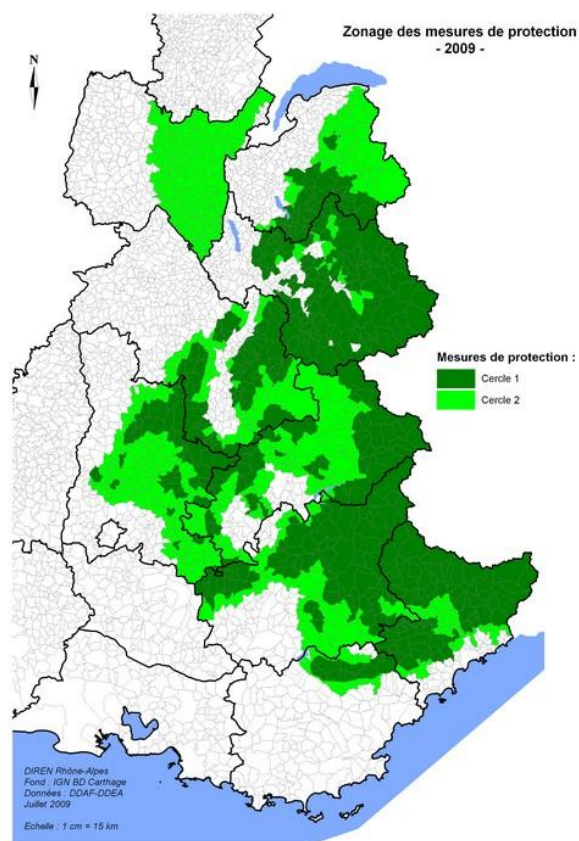 Zonage des mesures de protection
- 2009 -
N
Mesures de protection :
Cercle 1
Cercle 2
DIREN Rhône-Alpes
Fond : IGN BD Carthage
Données : DDAF-DDEA
Juillet 2009
Echelle : 1 cm = 15 km